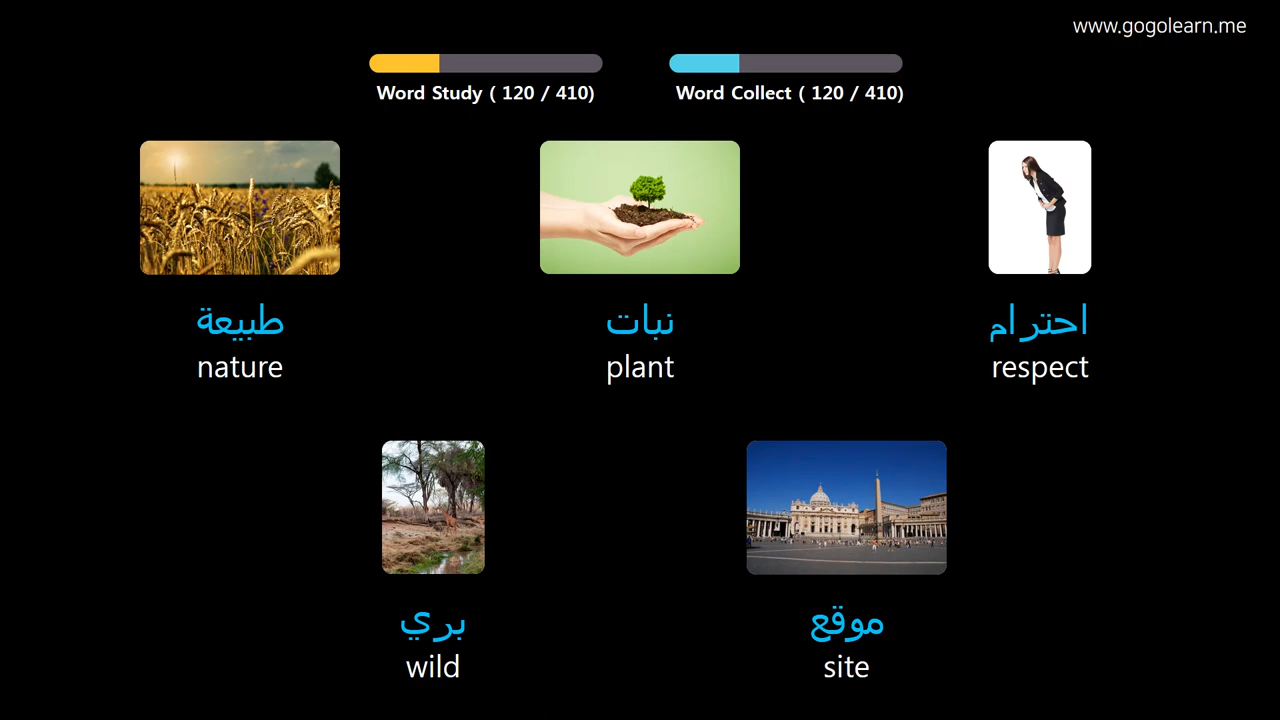 www.gogolearn.me
Word Study ( 120 / 410)
Word Collect ( 120 / 410)
طبيعة
nature
نبات
plant
احترام
respect
بري
wild
موقع
site